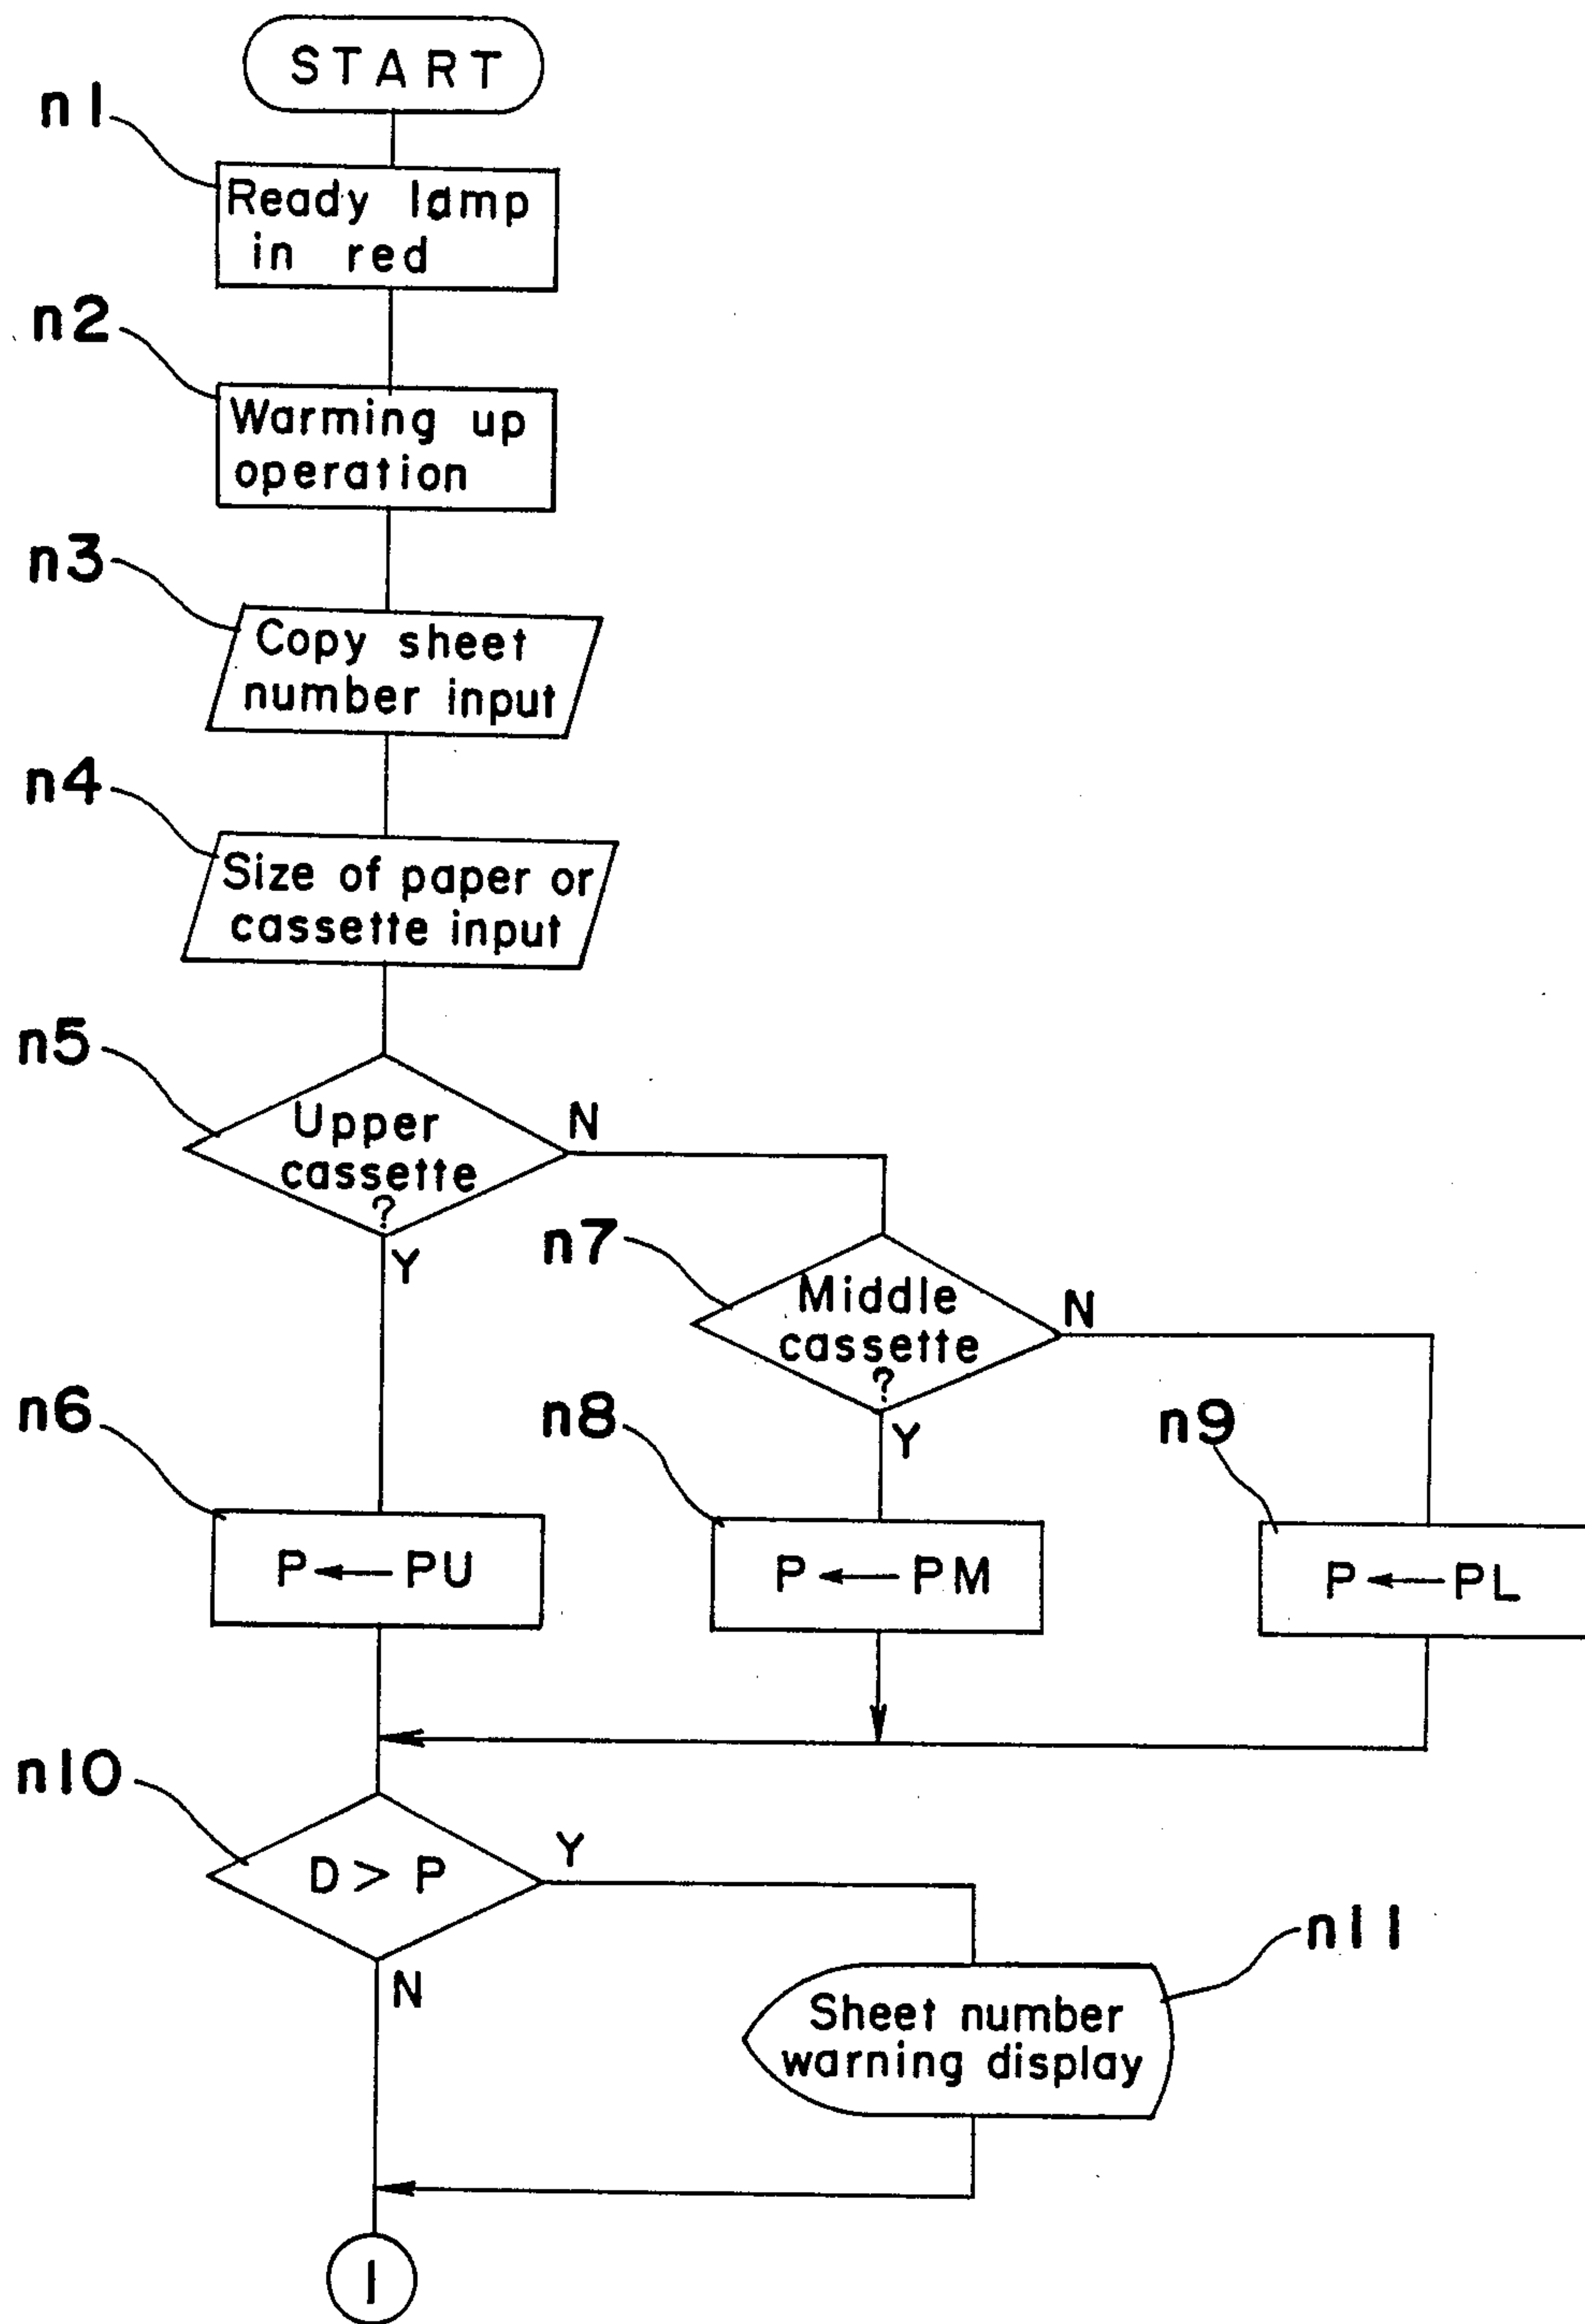 START
n1
Ready lamp
in red
n2
Warming up
operation
n3
Copy sheet
number input
n4
Size of paper or
cassette input
n5
Upper
cassette
?
N
Y
n7
Middle
cassette
?
N
Y
n6
P ← PU
n8
P ← PM
n9
P ← PL
n10
D > P
Y
N
n11
Sheet number
warning display
1